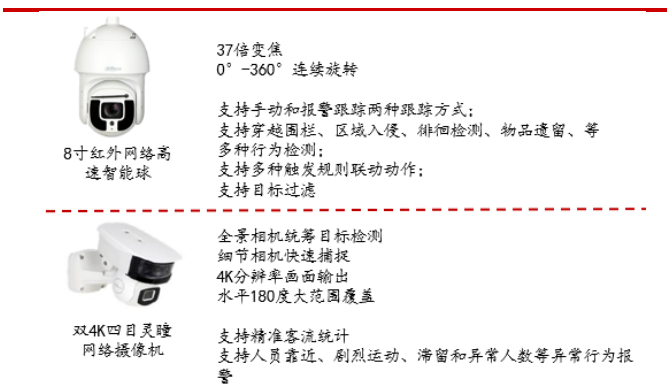 37倍变焦
0°-360°连续旋转
支持手动和报警跟踪两种跟踪方式;
支持穿越围栏、区域入侵、徘徊检测、物品遗留、等
多种行为检测;
支持多种触发规则联动动作;
支持目标过滤
8寸红外网络高
速智能球
全景相机统筹目标检测
细节相机快速捕捉
4K分辨率画面输出
水平180度大范围覆盖
支持精准客流统计
支持人员靠近、剧烈运动、滞留和异常人数等异常行为报
警
双4K四目灵瞳
网络摄像机